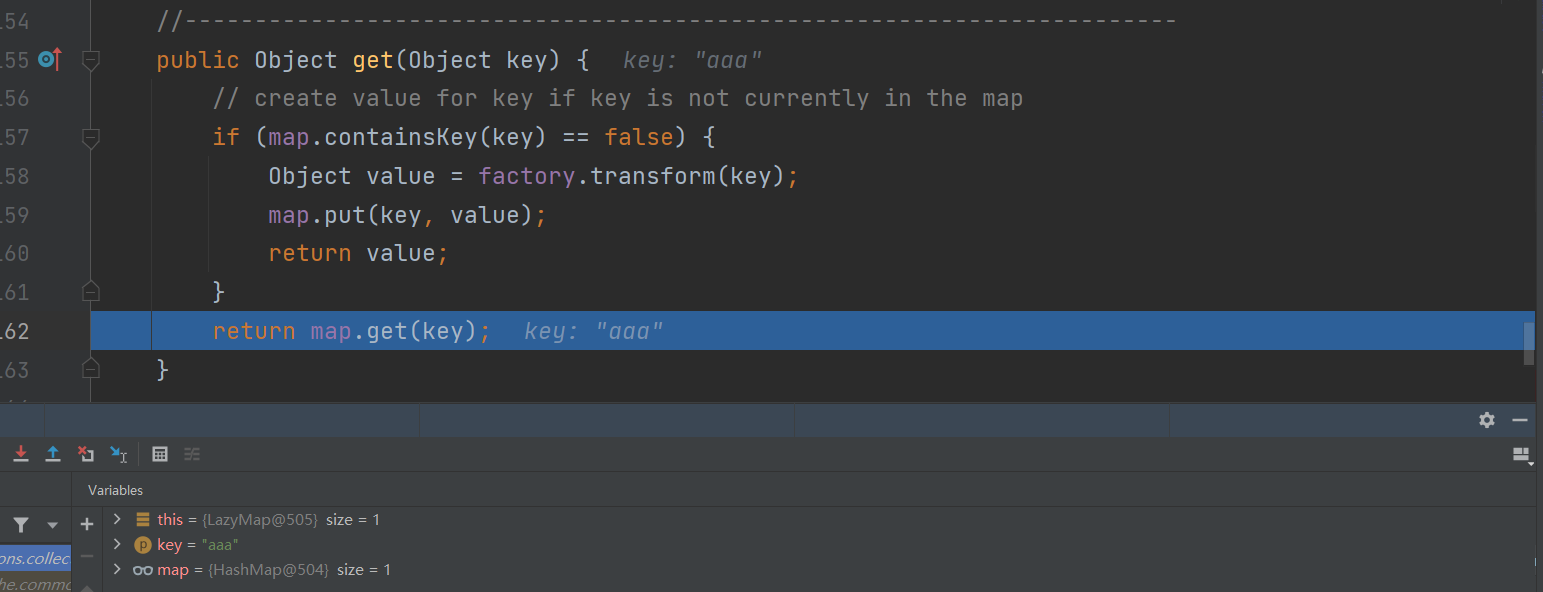 154 //----------------------------------------------------------------------
155 public Object get(Object key) { key: "aaa"
156 // create value for key if key is not currently in the map
157 if (map.containsKey(key) == false) {
158 Object value = factory.transform(key);
159 map.put(key, value);
160 return value;
161 }
162 return map.get(key); key: "aaa"
163 }
Variables
this = {LazyMap@505} size = 1
p key = "aaa"
map = {HashMap@504} size = 1
ons.collec
he.commo